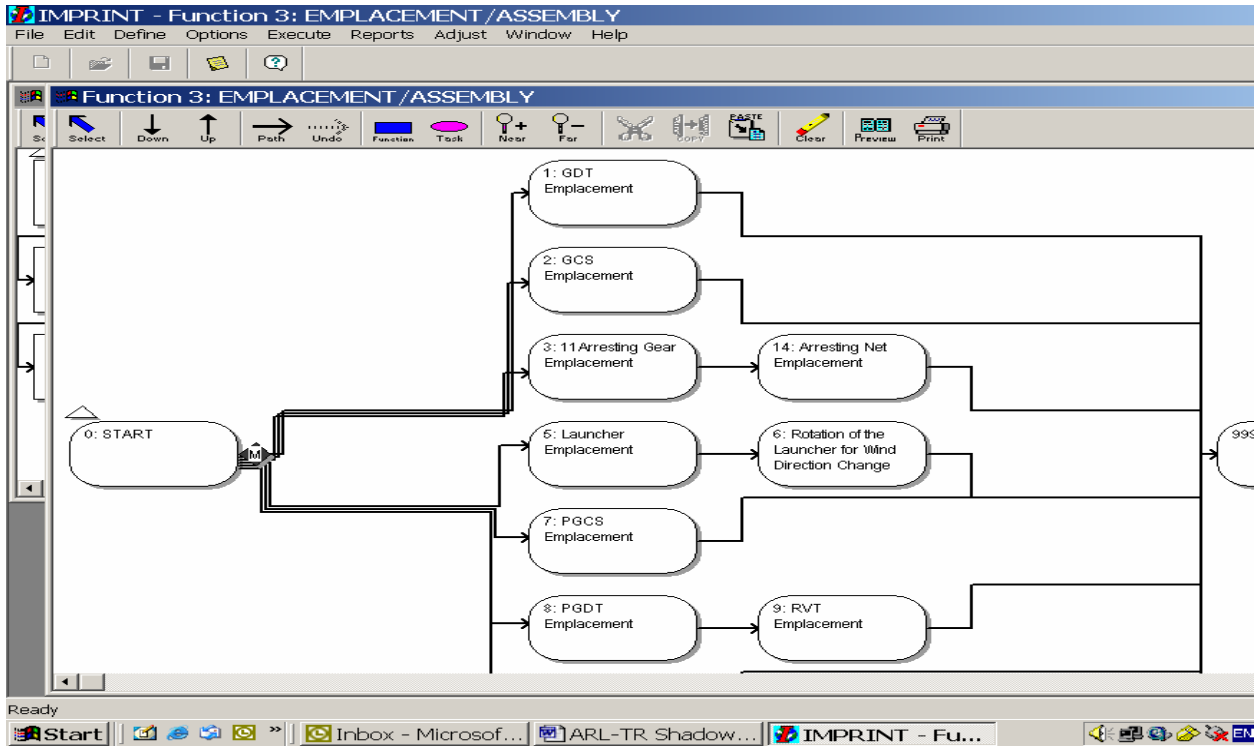 IMPRINT - Function 3: EMPLACEMENT/ASSEMBLY
File Edit Define Options Execute Reports Adjust Window Help
Function 3: EMPLACEMENT/ASSEMBLY
Select Down Up Path Undo Function Task Near Far COPY PASTE Clear Preview Print
1: GDT
Emplacement
2: GCS
Emplacement
3: 11Arresting Gear
Emplacement
14: Arresting Net
Emplacement
0: START
M
5: Launcher
Emplacement
6: Rotation of the
Launcher for Wind
Direction Change
999
7: PGCS
Emplacement
8: PGDT
Emplacement
9: RVT
Emplacement
Ready
Start » Inbox - Microsof... ARL-TR Shadow... IMPRINT - Fu... EN